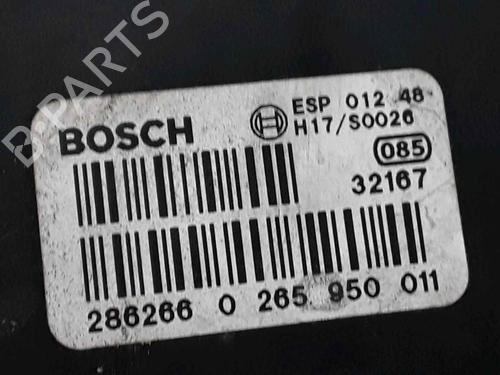 B-PARTS
BOSCH
ESP 012 48
H17/S0026
085
32167
286266 0 265 950 011